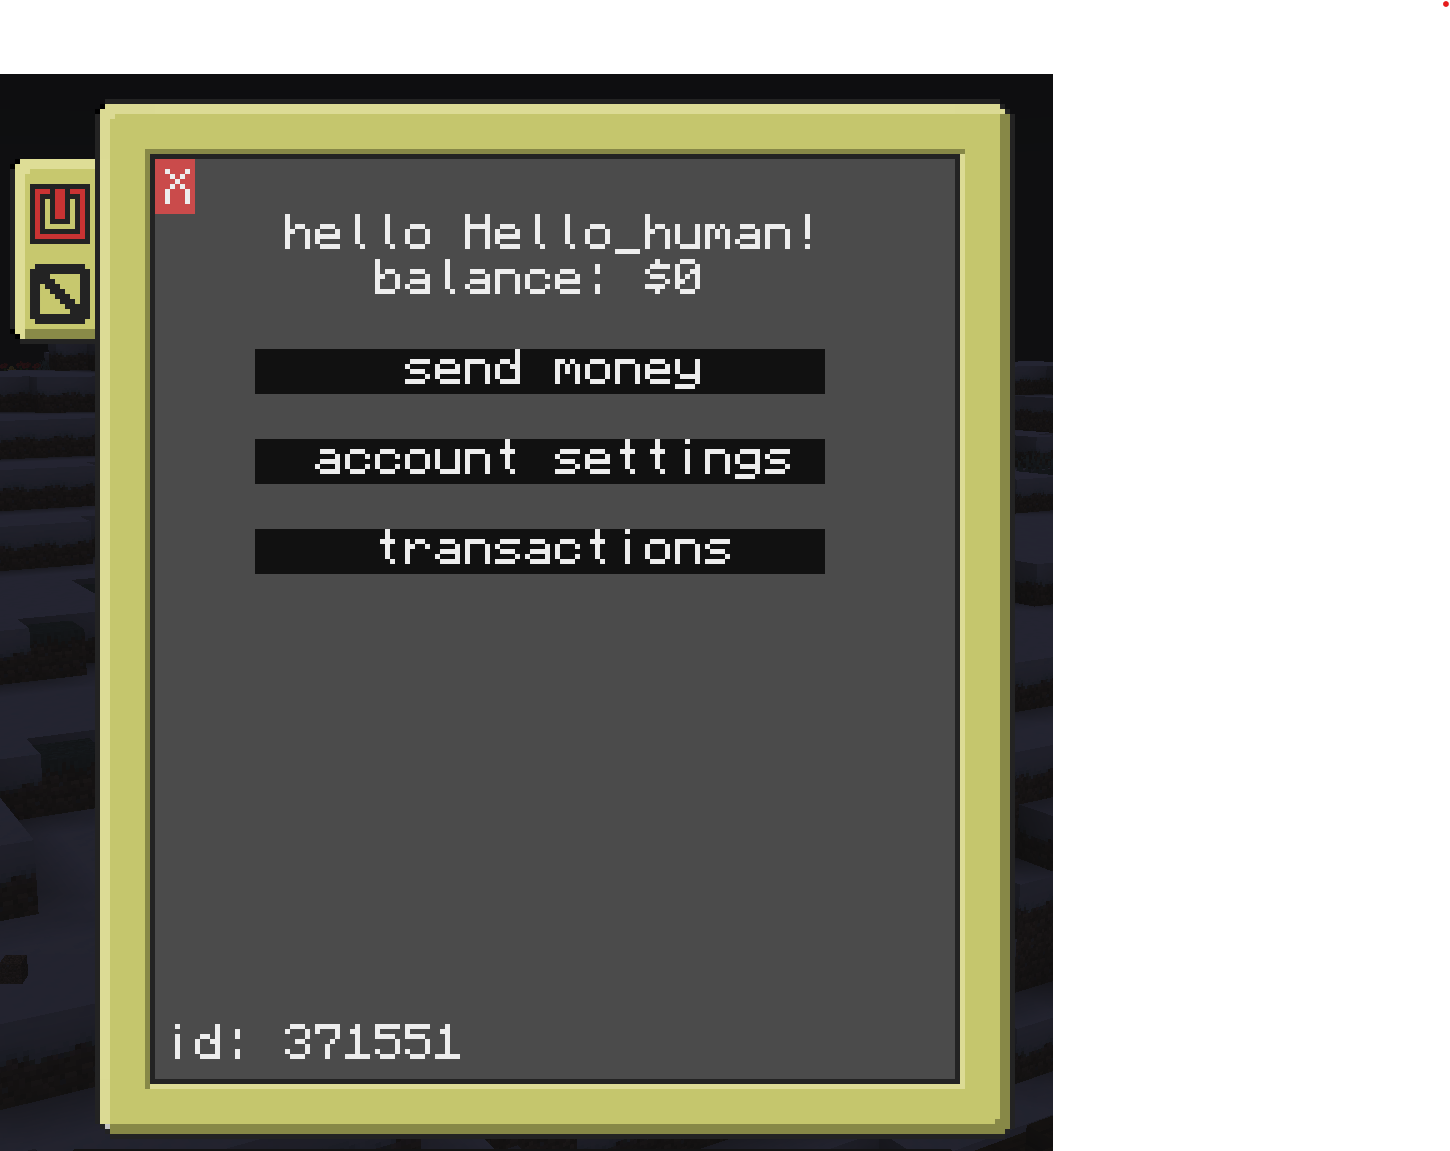 X
hello Hello_human!
balance: $0
send money
account settings
transactions
id: 371551